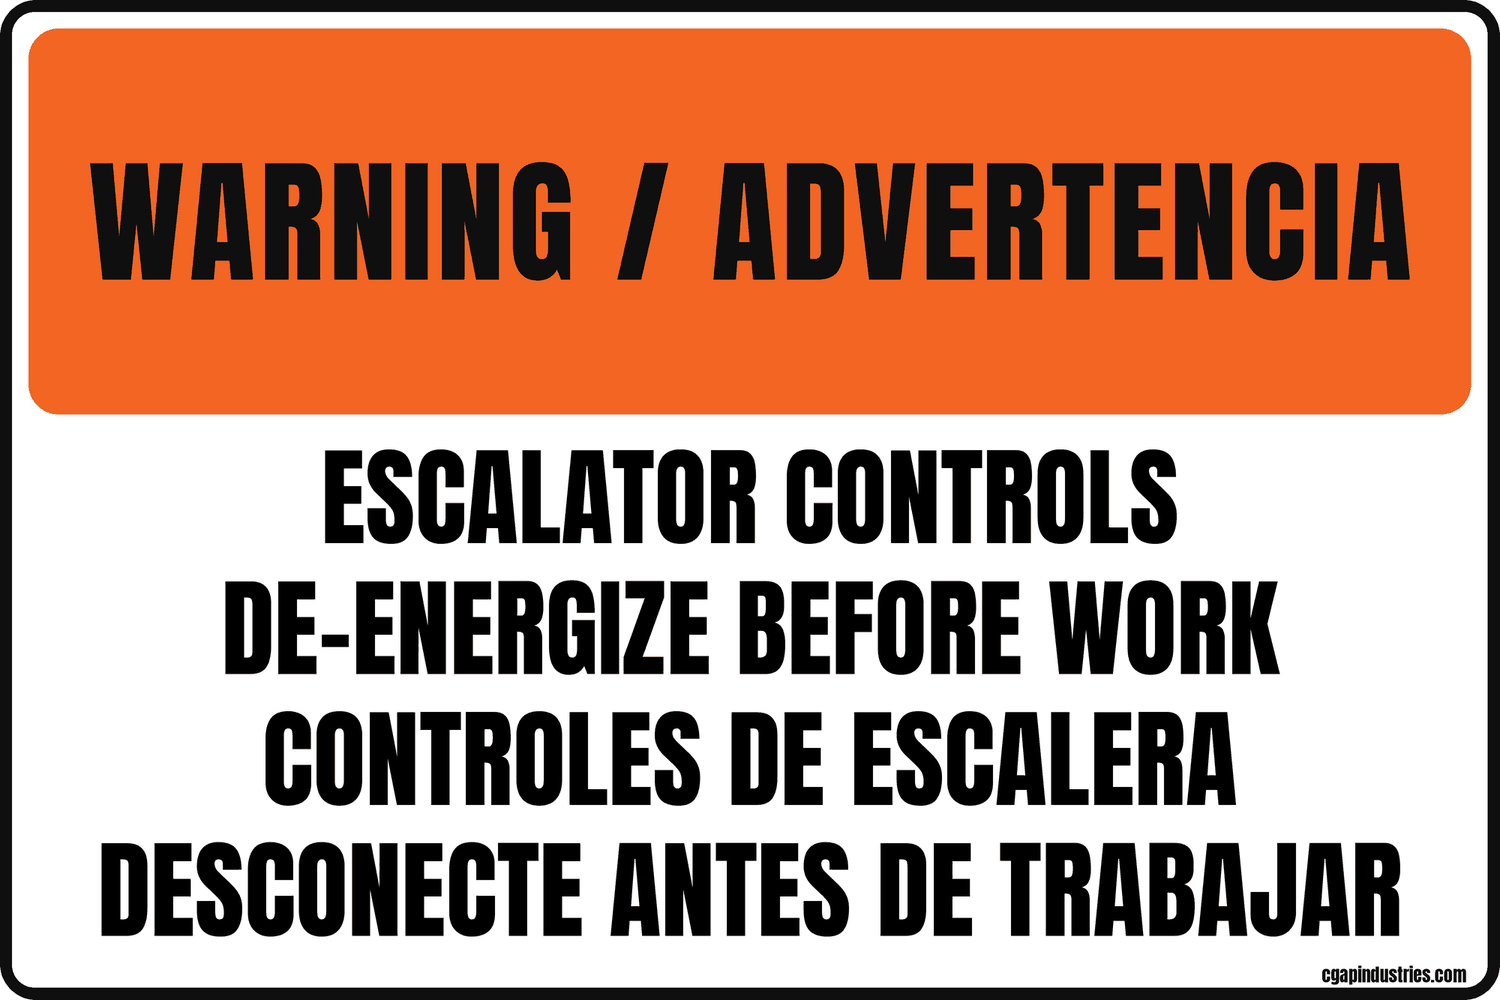 WARNING / ADVERTENCIA
ESCALATOR CONTROLS
DE-ENERGIZE BEFORE WORK
CONTROLES DE ESCALERA
DESCONECTE ANTES DE TRABAJAR
cgapindustries.com